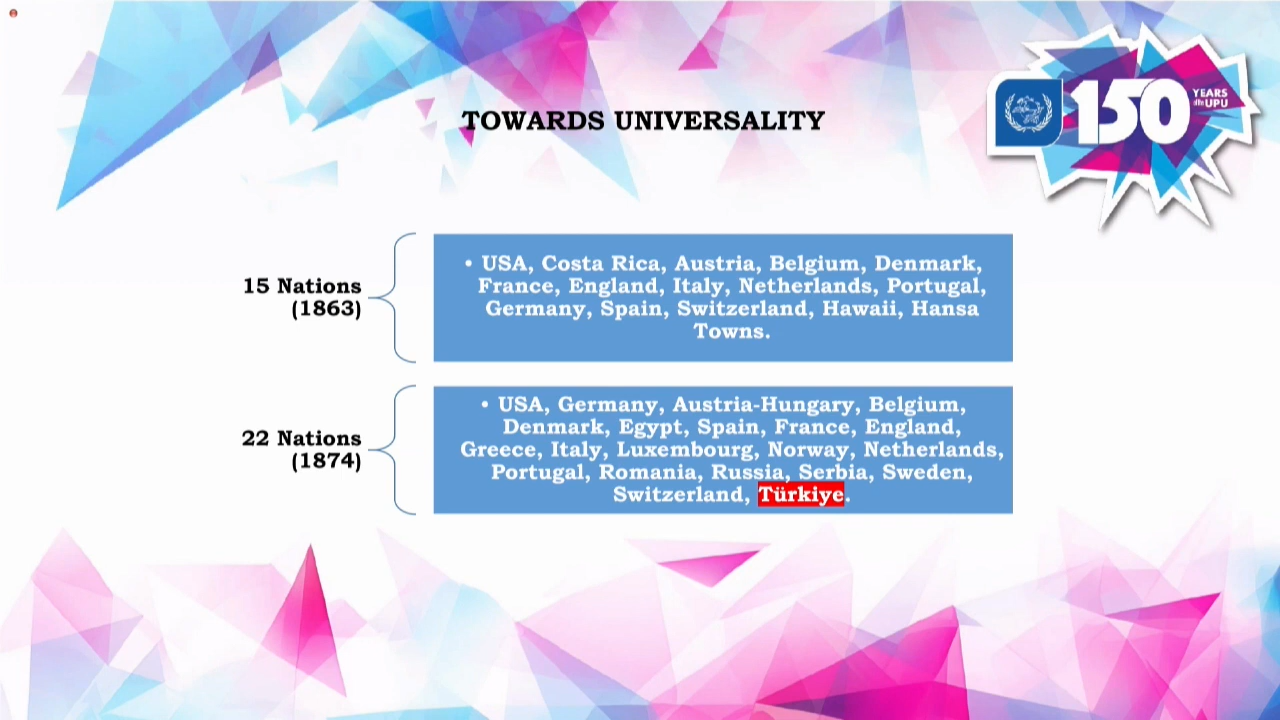 TOWARDS UNIVERSALITY
150
YEARS
of the UPU
15 Nations
(1863)
• USA, Costa Rica, Austria, Belgium, Denmark,
France, England, Italy, Netherlands, Portugal,
Germany, Spain, Switzerland, Hawaii, Hansa
Towns.
22 Nations
(1874)
• USA, Germany, Austria-Hungary, Belgium,
Denmark, Egypt, Spain, France, England,
Greece, Italy, Luxembourg, Norway, Netherlands,
Portugal, Romania, Russia, Serbia, Sweden,
Switzerland, Türkiye.